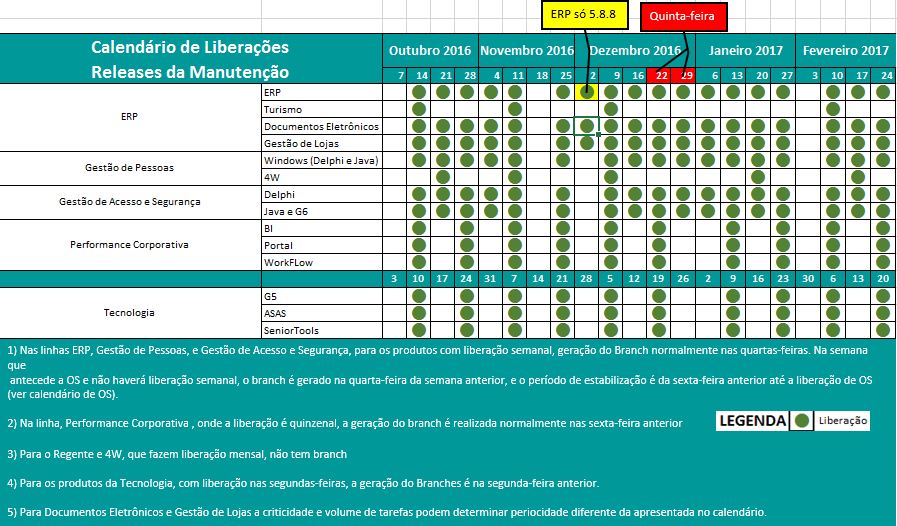 ERP só 5.8.8
Quinta-feira
Calendário de Liberações
Releases da Manutenção
Outubro 2016 Novembro 2016 Dezembro 2016 Janeiro 2017 Fevereiro 2017
7 14 21 28 4 11 18 25 2 9 16 22 29 6 13 20 27 3 10 17 24
ERP
ERP
Turismo
Documentos Eletrônicos
Gestão de Lojas
Gestão de Pessoas
Windows (Delphi e Java)
4W
Gestão de Acesso e Segurança
Delphi
Java e G6
Performance Corporativa
BI
Portal
WorkFLow
3 10 17 24 31 7 14 21 28 5 12 19 26 2 9 16 23 30 6 13 20
Tecnologia
G5
ASAS
SeniorTools
1) Nas linhas ERP, Gestão de Pessoas, e Gestão de Acesso e Segurança, para os produtos com liberação semanal, geração do Branch normalmente nas quartas-feiras. Na semana
que
antecede a OS e não haverá liberação semanal, o branch é gerado na quarta-feira da semana anterior, e o período de estabilização é da sexta-feira anterior até a liberação de OS
(ver calendário de OS).
2) Na linha, Performance Corporativa , onde a liberação é quinzenal, a geração do branch é realizada normalmente nas sexta-feira anterior
LEGENDA Liberação
3) Para o Regente e 4W, que fazem liberação mensal, não tem branch
4) Para os produtos da Tecnologia, com liberação nas segundas-feiras, a geração do Branches é na segunda-feira anterior.
5) Para Documentos Eletrônicos e Gestão de Lojas a criticidade e volume de tarefas podem determinar periocidade diferente da apresentada no calendário.